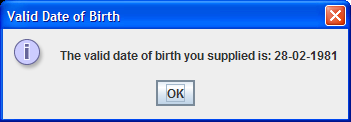 Valid Date of Birth
The valid date of birth you supplied is: 28-02-1981
OK